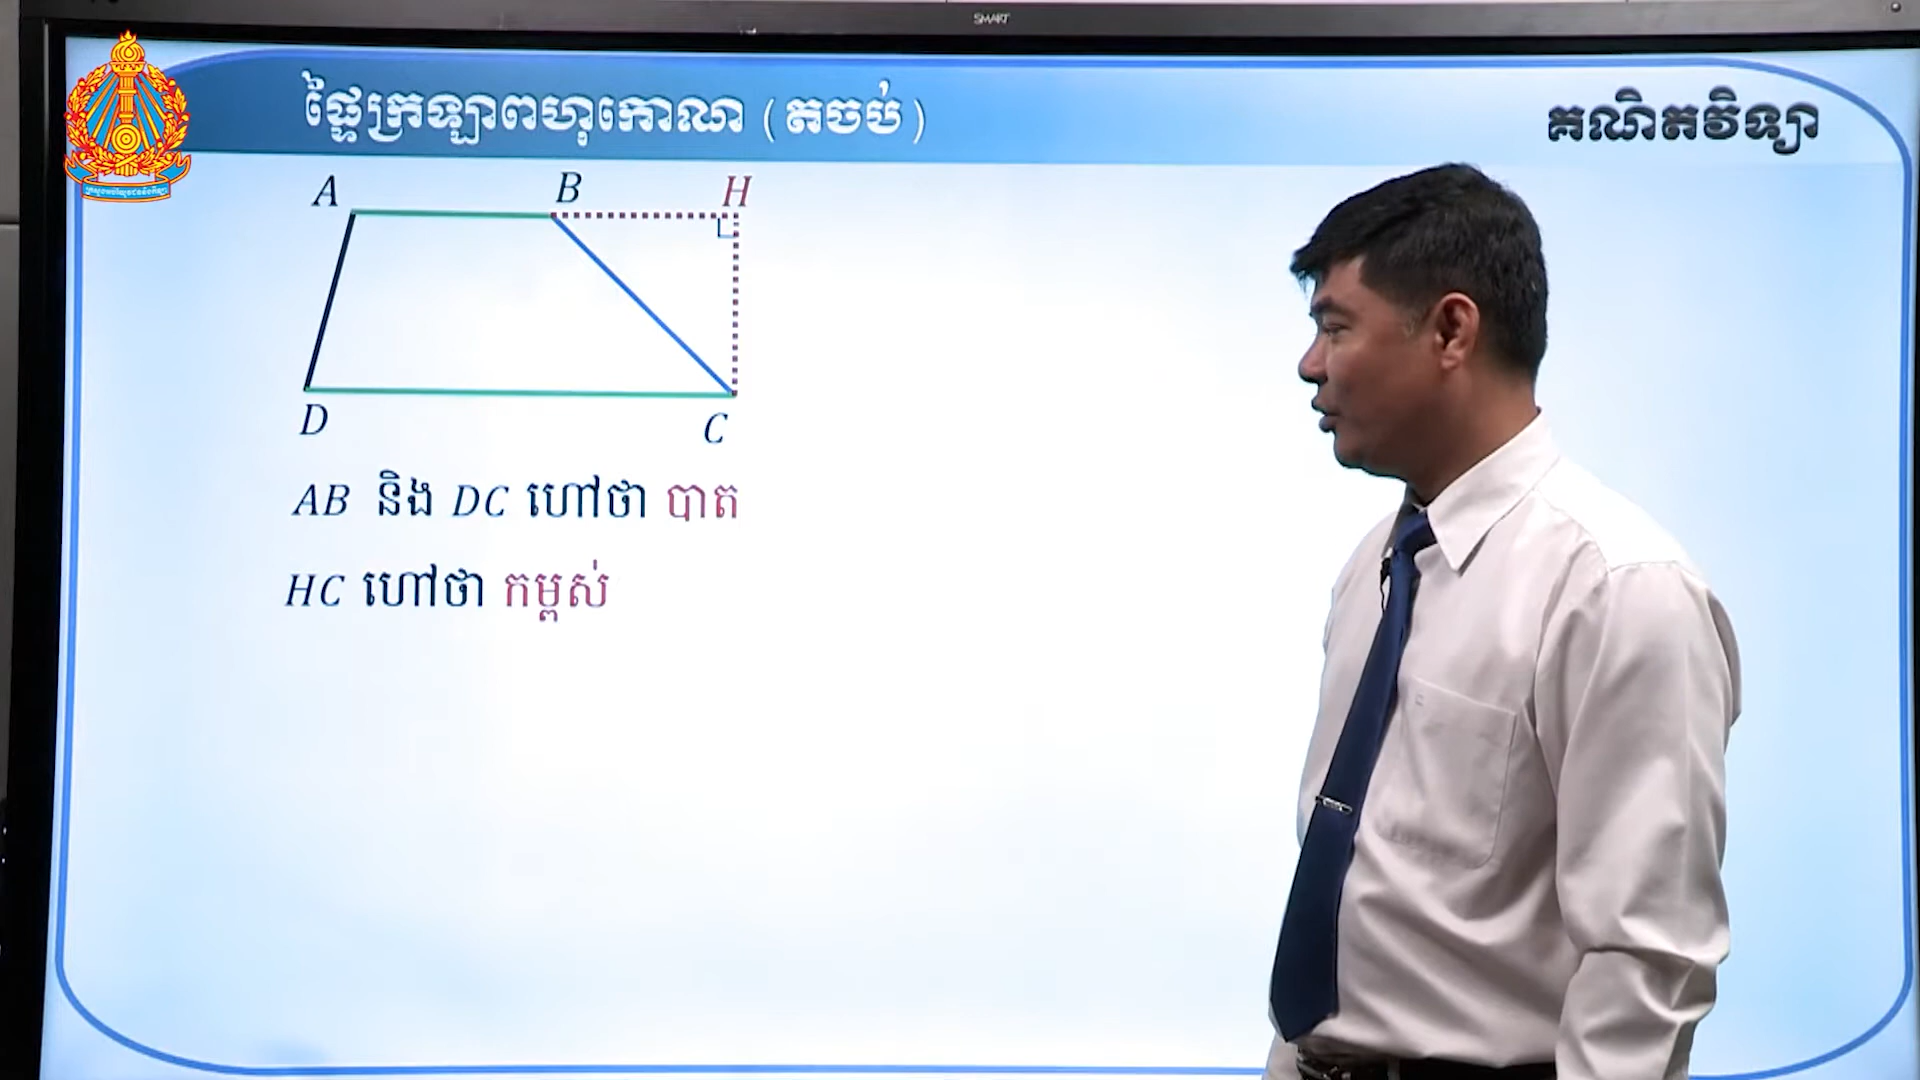 SMART
ផ្ទៃក្រឡាពហុកោណ (តចប់)
គណិតវិទ្យា
A B H
D C
AB និង DC ហៅថា បាត
HC ហៅថា កម្ពស់